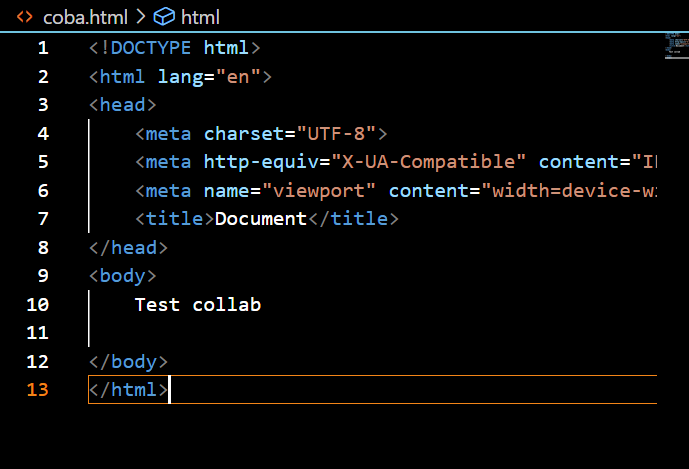 coba.html > html
1 <!DOCTYPE html>
2 <html lang="en">
3 <head>
4 <meta charset="UTF-8">
5 <meta http-equiv="X-UA-Compatible" content="
6 <meta name="viewport" content="width=device-
7 <title>Document</title>
8 </head>
9 <body>
10 Test collab
11
12 </body>
13 </html>